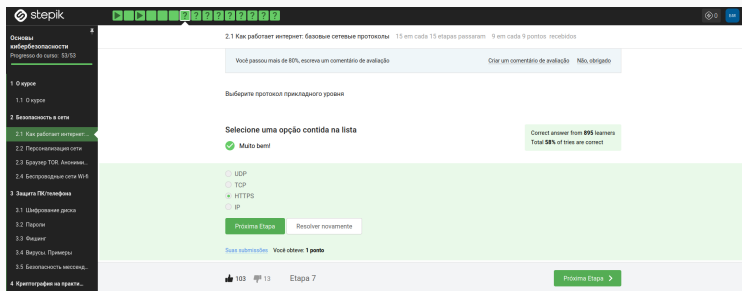 stepik
0
Основы
кибербезопасности
Progresso do curso: 53/53
1 О курсе
1.1 О курсе
2 Безопасность в сети
2.1 Как работает интернет:...
2.2 Персонализация сети
2.3 Браузер TOR. Аноними...
2.4 Беспроводные сети Wi-fi
3 Защита ПК/телефона
3.1 Шифрование диска
3.2 Пароли
3.3 Фишинг
3.4 Вирусы. Примеры
3.5 Безопасность мессенд...
4 Криптография на практи...
2.1 Как работает интернет: базовые сетевые протоколы 15 em cada 15 etapas passaram 9 em cada 9 pontos recebidos
Você passou mais de 80%, escreva um comentário de avaliação Criar um comentário de avaliação Não, obrigado
Выберите протокол прикладного уровня
Selecione uma opção contida na lista
Muito bem!
Correct answer from 895 learners
Total 58% of tries are correct
UDP
TCP
HTTPS
IP
Próxima Etapa Resolver novamente
Suas submissões Você obteve: 1 ponto
103 13 Etapa 7 Próxima Etapa